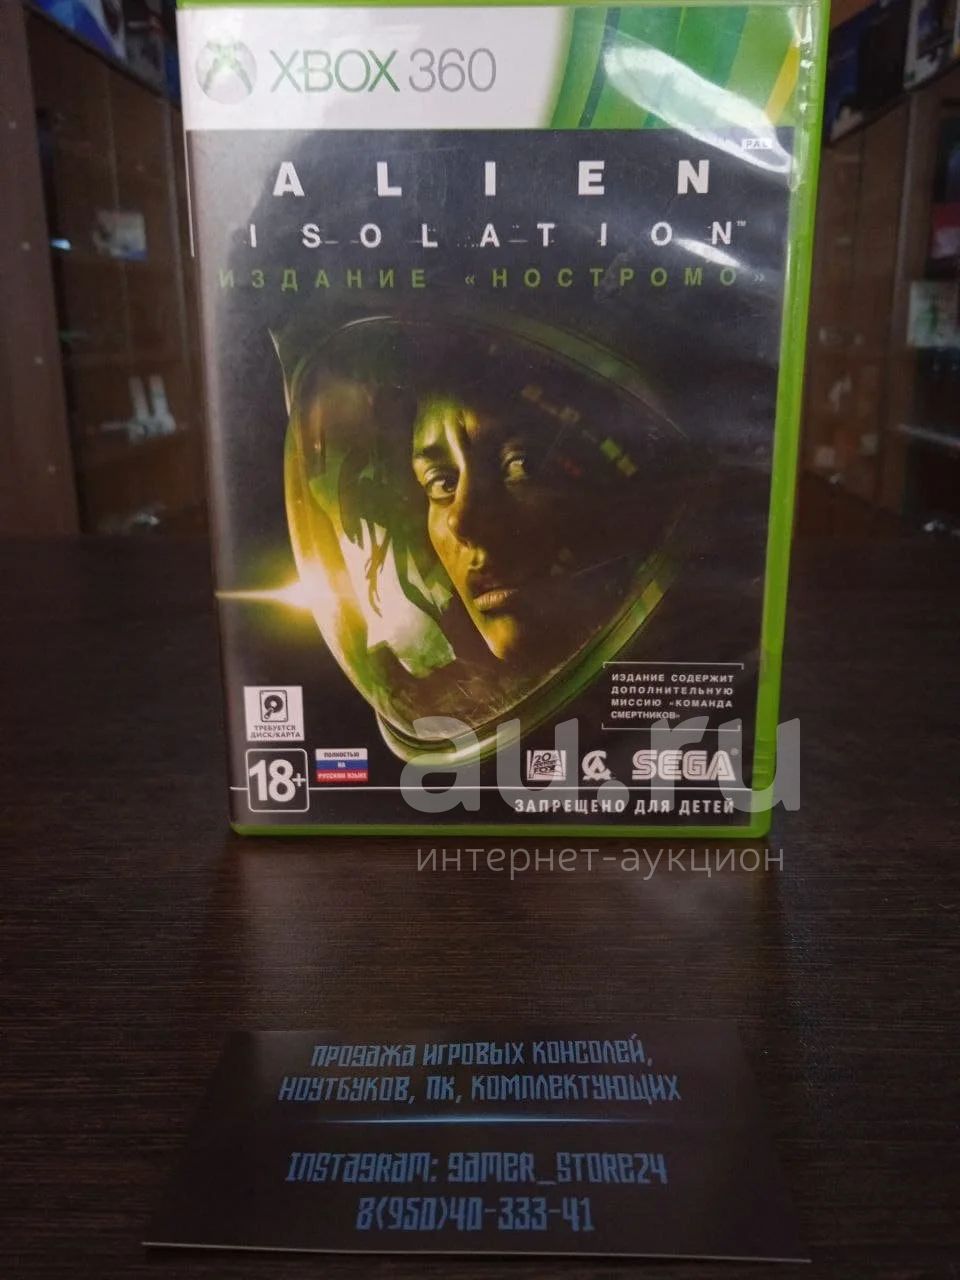 XBOX 360
PAL
ALIEN
ISOLATION™
ИЗДАНИЕ «НОСТРОМО»
ИЗДАНИЕ СОДЕРЖИТ
ДОПОЛНИТЕЛЬНУЮ
МИССИЮ «КОМАНДА
СМЕРТНИКОВ»
ТРЕБУЕТСЯ
ДИСК/КАРТА
18+
ПОЛНОСТЬЮ
НА
РУССКОМ ЯЗЫКЕ
20
FOX
SEGA®
ЗАПРЕЩЕНО ДЛЯ ДЕТЕЙ
au.ru
интернет-аукцион
ПРОДАЖА ИГРОВЫХ КОНСОЛЕЙ,
НОУТБУКОВ, ПК, КОМПЛЕКТУЮЩИХ
INSTAGRAM: GAMER_STORE24
8(950)40-333-41